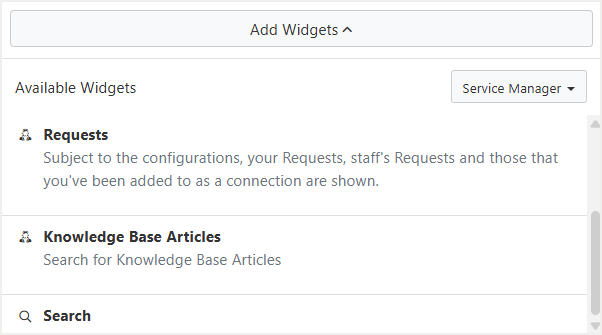 Add Widgets
Available Widgets
Service Manager
Requests
Subject to the configurations, your Requests, staff's Requests and those that
you've been added to as a connection are shown.
Knowledge Base Articles
Search for Knowledge Base Articles
Search